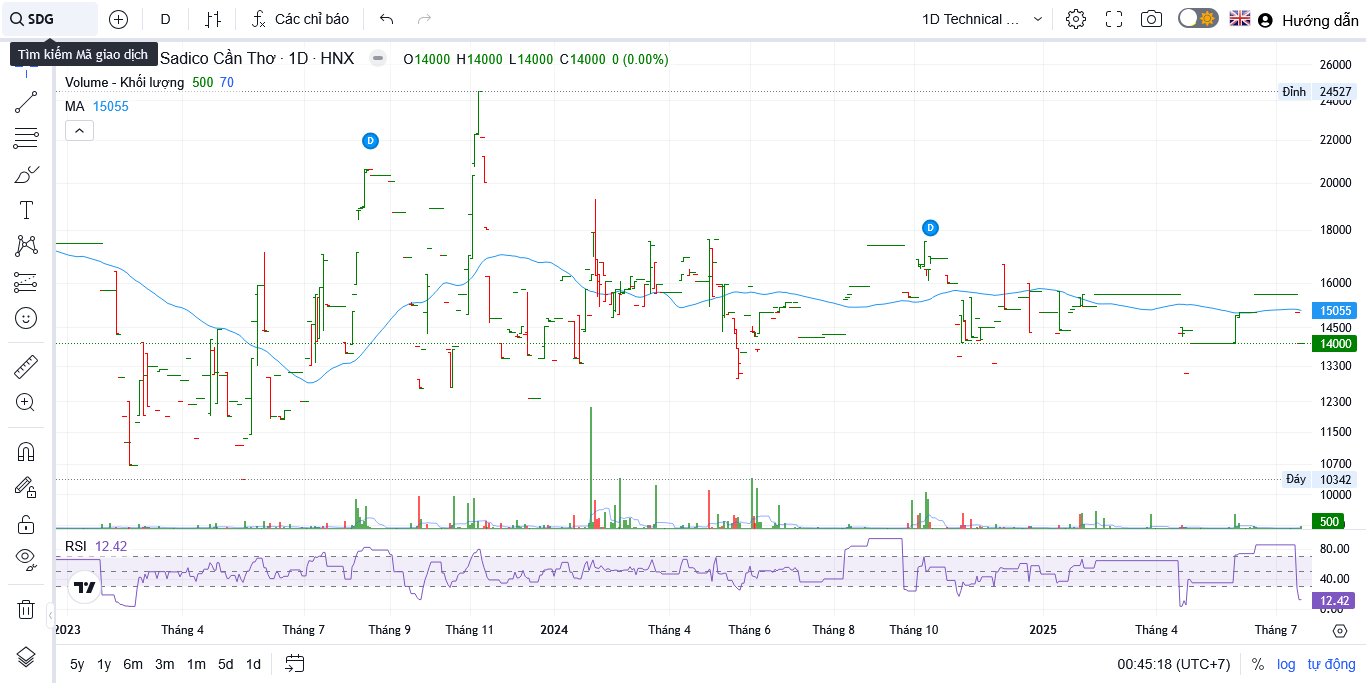 SDG
D
Các chỉ báo
1D Technical ...
Hướng dẫn
Tìm kiếm Mã giao dịch
Sadico Cần Thơ · 1D · HNX
O14000 H14000 L14000 C14000 0 (0.00%)
Volume - Khối lượng 500 70
MA 15055
D
D
26000
Đỉnh 24527
24000
22000
20000
18000
16000
15055
14500
14000
13300
12300
11500
10700
Đáy 10342
10000
500
RSI 12.42
80.00
40.00
12.42
0.00
2023
Tháng 4
Tháng 7
Tháng 9
Tháng 11
2024
Tháng 4
Tháng 6
Tháng 8
Tháng 10
2025
Tháng 4
Tháng 7
5y 1y 6m 3m 1m 5d 1d
00:45:18 (UTC+7)
% log tự động